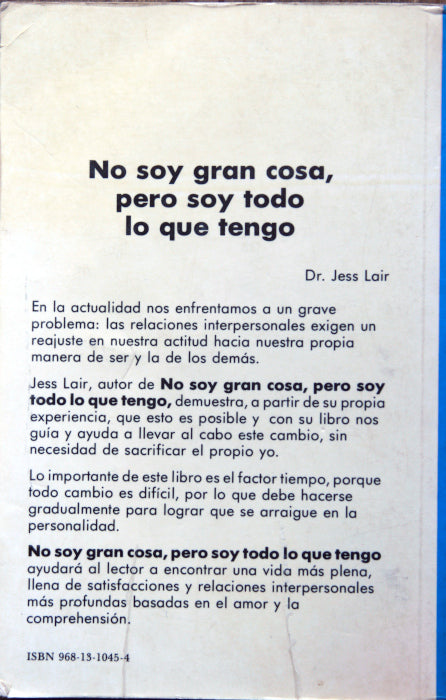 No soy gran cosa,
pero soy todo
lo que tengo
Dr. Jess Lair
En la actualidad nos enfrentamos a un grave
problema: las relaciones interpersonales exigen un
reajuste en nuestra actitud hacia nuestra propia
manera de ser y la de los demás.
Jess Lair, autor de No soy gran cosa, pero soy
todo lo que tengo, demuestra, a partir de su propia
experiencia, que esto es posible y con su libro nos
guía y ayuda a llevar al cabo este cambio, sin
necesidad de sacrificar el propio yo.
Lo importante de este libro es el factor tiempo, porque
todo cambio es difícil, por lo que debe hacerse
gradualmente para lograr que se arraigue en la
personalidad.
No soy gran cosa, pero soy todo lo que tengo
ayudará al lector a encontrar una vida más plena,
llena de satisfacciones y relaciones interpersonales
más profundas basadas en el amor y la
comprehensión.
ISBN 968-13-1045-4